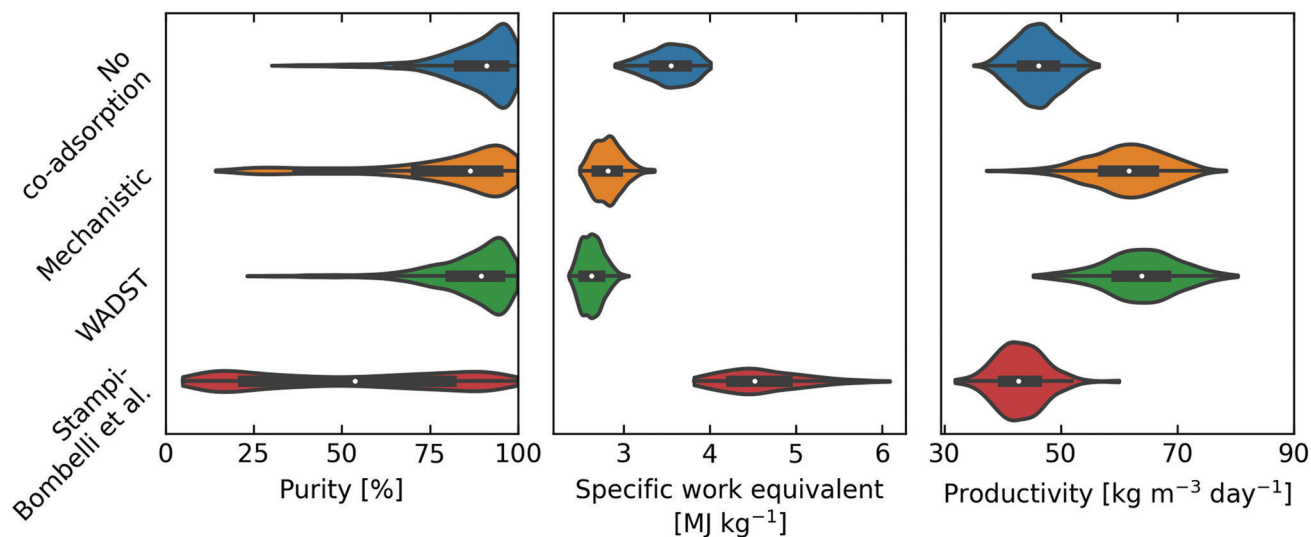 No
co-adsorption
Mechanistic
WADST
Stampi-
Bombelli et al.
0 25 50 75 100
Purity [%]
3 4 5 6
Specific work equivalent
[MJ kg⁻¹]
30 50 70 90
Productivity [kg m⁻³ day⁻¹]